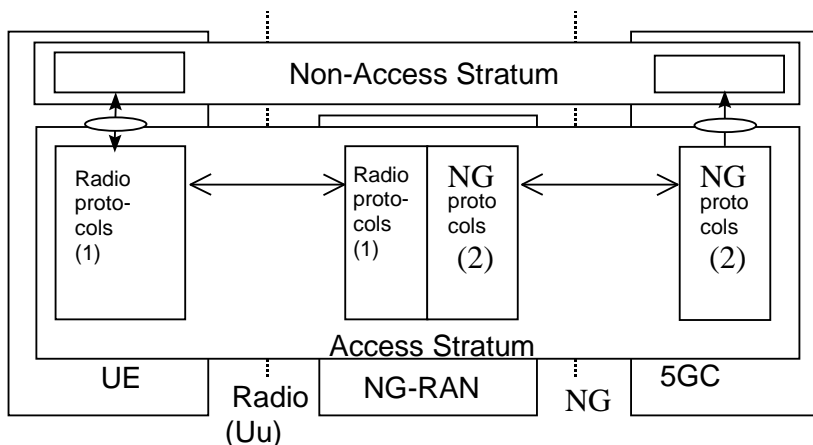 Non-Access Stratum
Radio
proto-
cols
(1)
Radio
proto-
cols
(1)
NG
proto
cols
(2)
NG
proto
cols
(2)
Access Stratum
UE
Radio
(Uu)
NG-RAN
NG
5GC